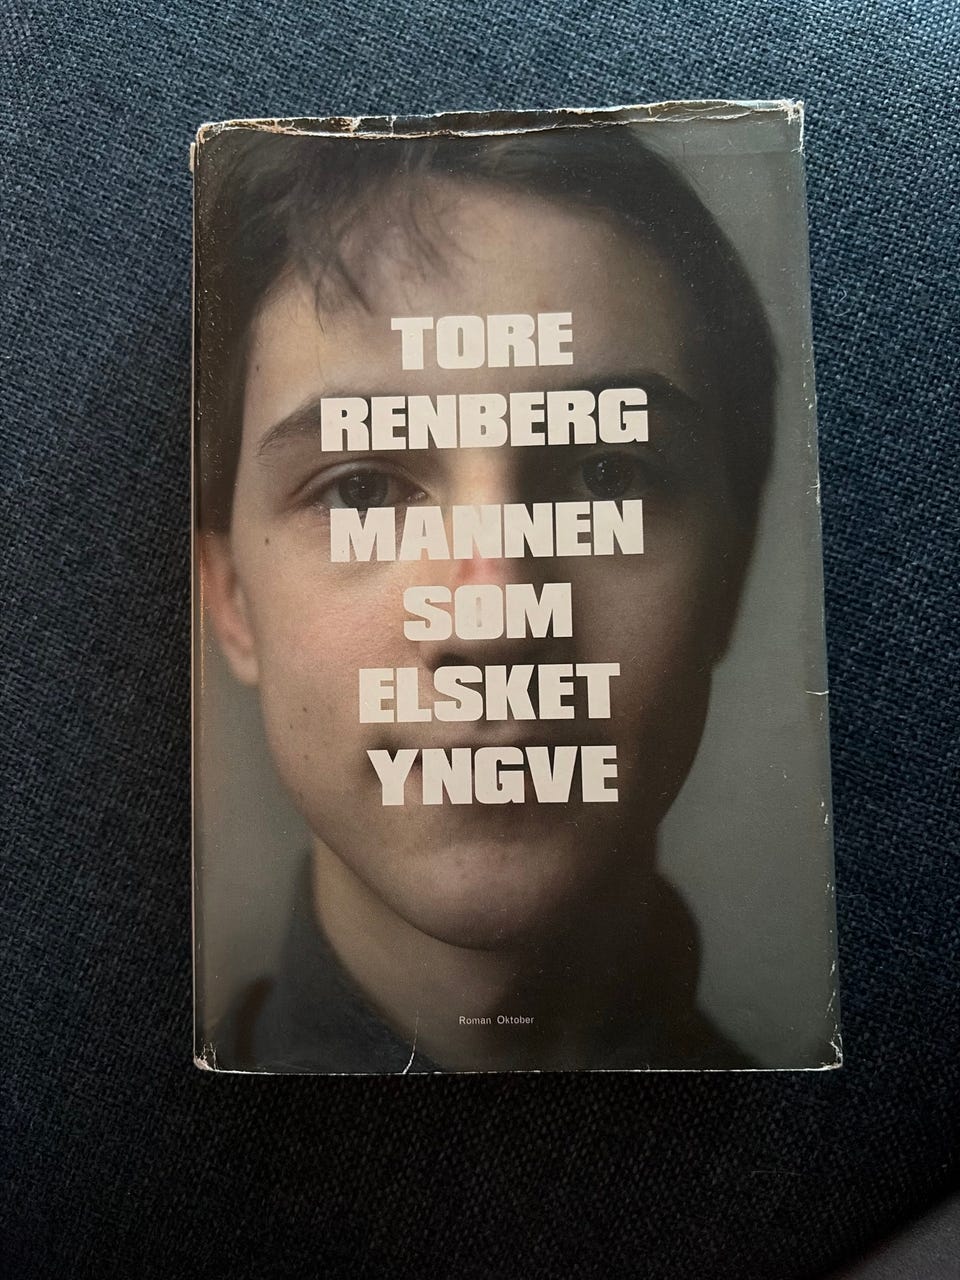 TORE
RENBERG
MANNEN
SOM
ELSKET
YNGVE
Roman Oktober